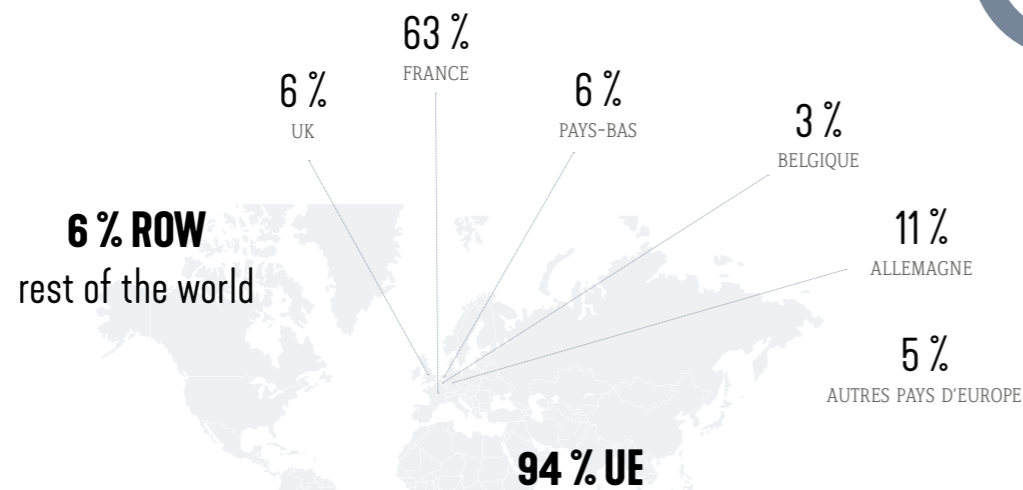 63 %
FRANCE
6 %
UK
6 %
PAYS-BAS
3 %
BELGIQUE
6 % ROW
rest of the world
11 %
ALLEMAGNE
5 %
AUTRES PAYS D'EUROPE
94 % UE